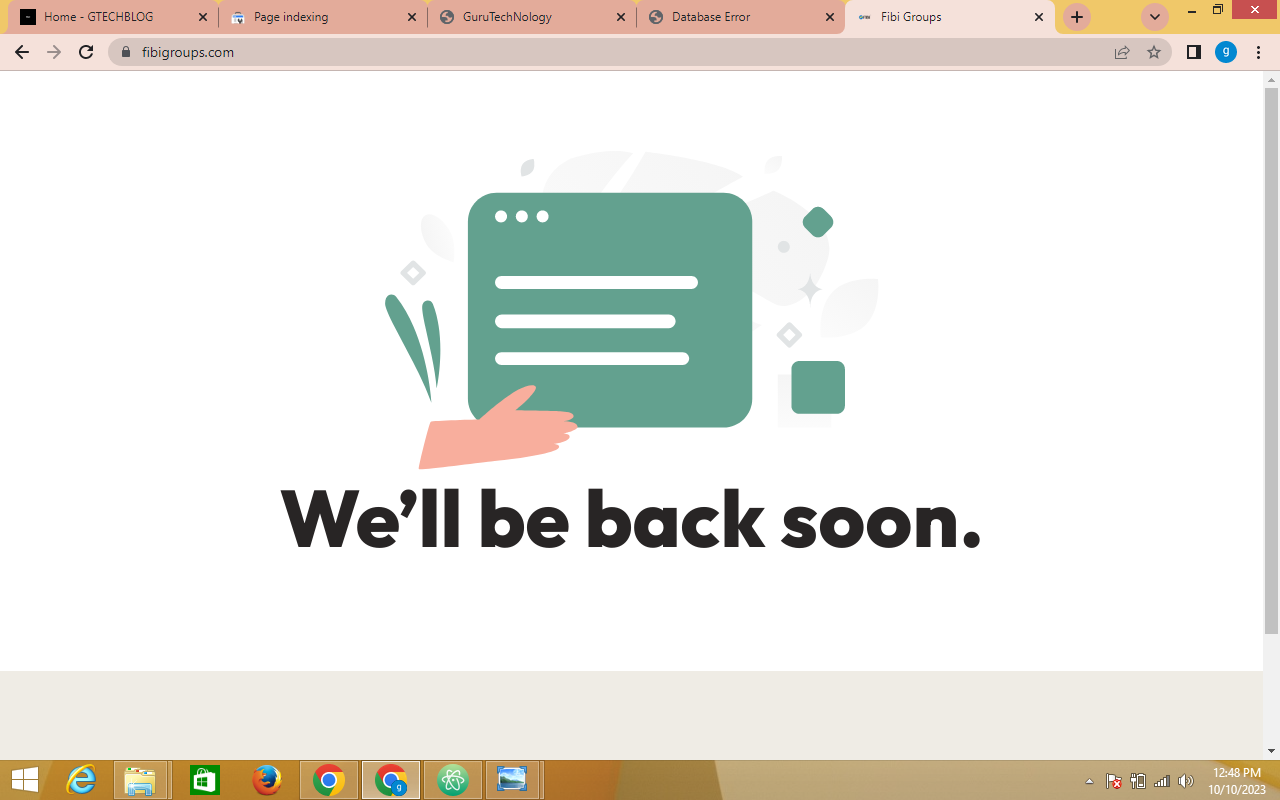 Home - GTECHBLOG
Page indexing
GuruTechNology
Database Error
Fibi Groups
fibigroups.com
g
We'll be back soon.
g
12:48 PM
10/10/2023